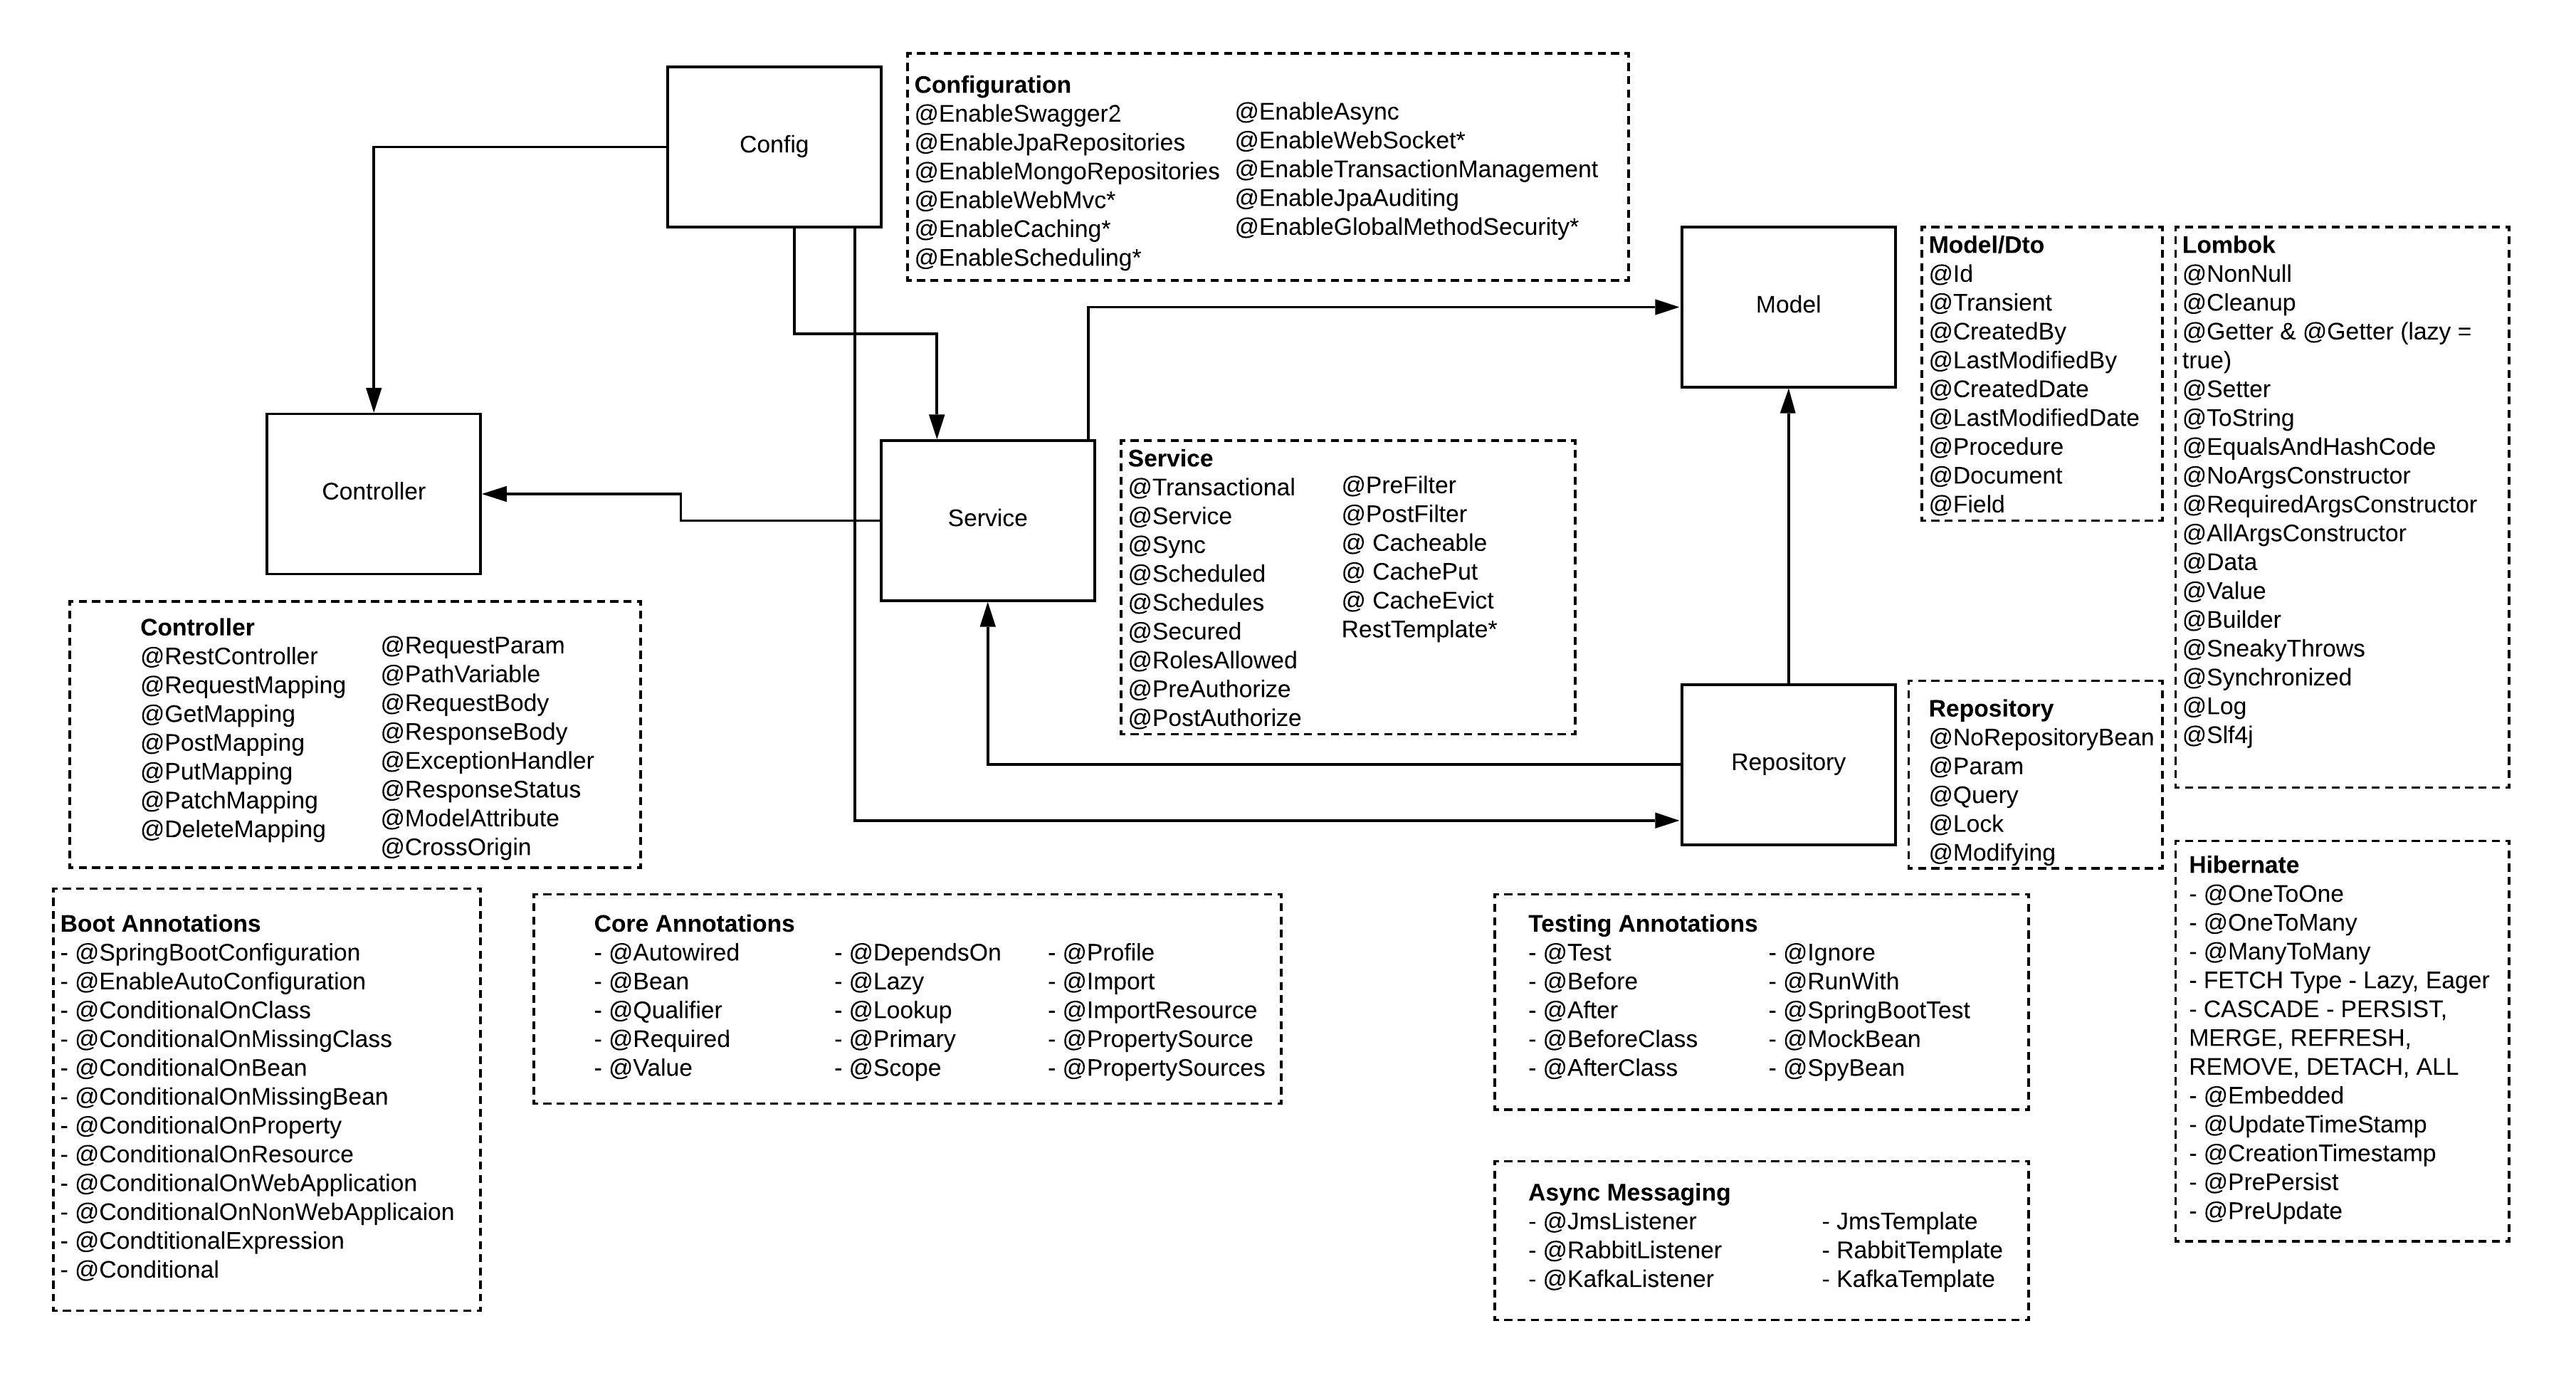 Config
Configuration
@EnableSwagger2
@EnableJpaRepositories
@EnableMongoRepositories
@EnableWebMvc*
@EnableCaching*
@EnableScheduling*
@EnableAsync
@EnableWebSocket*
@EnableTransactionManagement
@EnableJpaAuditing
@EnableGlobalMethodSecurity*
Model
Model/Dto
@Id
@Transient
@CreatedBy
@LastModifiedBy
@CreatedDate
@LastModifiedDate
@Procedure
@Document
@Field
Lombok
@NonNull
@Cleanup
@Getter & @Getter (lazy =
true)
@Setter
@ToString
@EqualsAndHashCode
@NoArgsConstructor
@RequiredArgsConstructor
@AllArgsConstructor
@Data
@Value
@Builder
@SneakyThrows
@Synchronized
@Log
@Slf4j
Controller
Service
Service
@Transactional
@Service
@Sync
@Scheduled
@Schedules
@Secured
@RolesAllowed
@PreAuthorize
@PostAuthorize
@PreFilter
@PostFilter
@ Cacheable
@ CachePut
@ CacheEvict
RestTemplate*
Controller
@RestController
@RequestMapping
@GetMapping
@PostMapping
@PutMapping
@PatchMapping
@DeleteMapping
@RequestParam
@PathVariable
@RequestBody
@ResponseBody
@ExceptionHandler
@ResponseStatus
@ModelAttribute
@CrossOrigin
Repository
Repository
@NoRepositoryBean
@Param
@Query
@Lock
@Modifying
Boot Annotations
- @SpringBootConfiguration
- @EnableAutoConfiguration
- @ConditionalOnClass
- @ConditionalOnMissingClass
- @ConditionalOnBean
- @ConditionalOnMissingBean
- @ConditionalOnProperty
- @ConditionalOnResource
- @ConditionalOnWebApplication
- @ConditionalOnNonWebApplicaion
- @CondtitionalExpression
- @Conditional
Core Annotations
- @Autowired
- @Bean
- @Qualifier
- @Required
- @Value
- @DependsOn
- @Lazy
- @Lookup
- @Primary
- @Scope
- @Profile
- @Import
- @ImportResource
- @PropertySource
- @PropertySources
Testing Annotations
- @Test
- @Before
- @After
- @BeforeClass
- @AfterClass
- @Ignore
- @RunWith
- @SpringBootTest
- @MockBean
- @SpyBean
Async Messaging
- @JmsListener
- @RabbitListener
- @KafkaListener
- JmsTemplate
- RabbitTemplate
- KafkaTemplate
Hibernate
- @OneToOne
- @OneToMany
- @ManyToMany
- FETCH Type - Lazy, Eager
- CASCADE - PERSIST,
MERGE, REFRESH,
REMOVE, DETACH, ALL
- @Embedded
- @UpdateTimeStamp
- @CreationTimestamp
- @PrePersist
- @PreUpdate